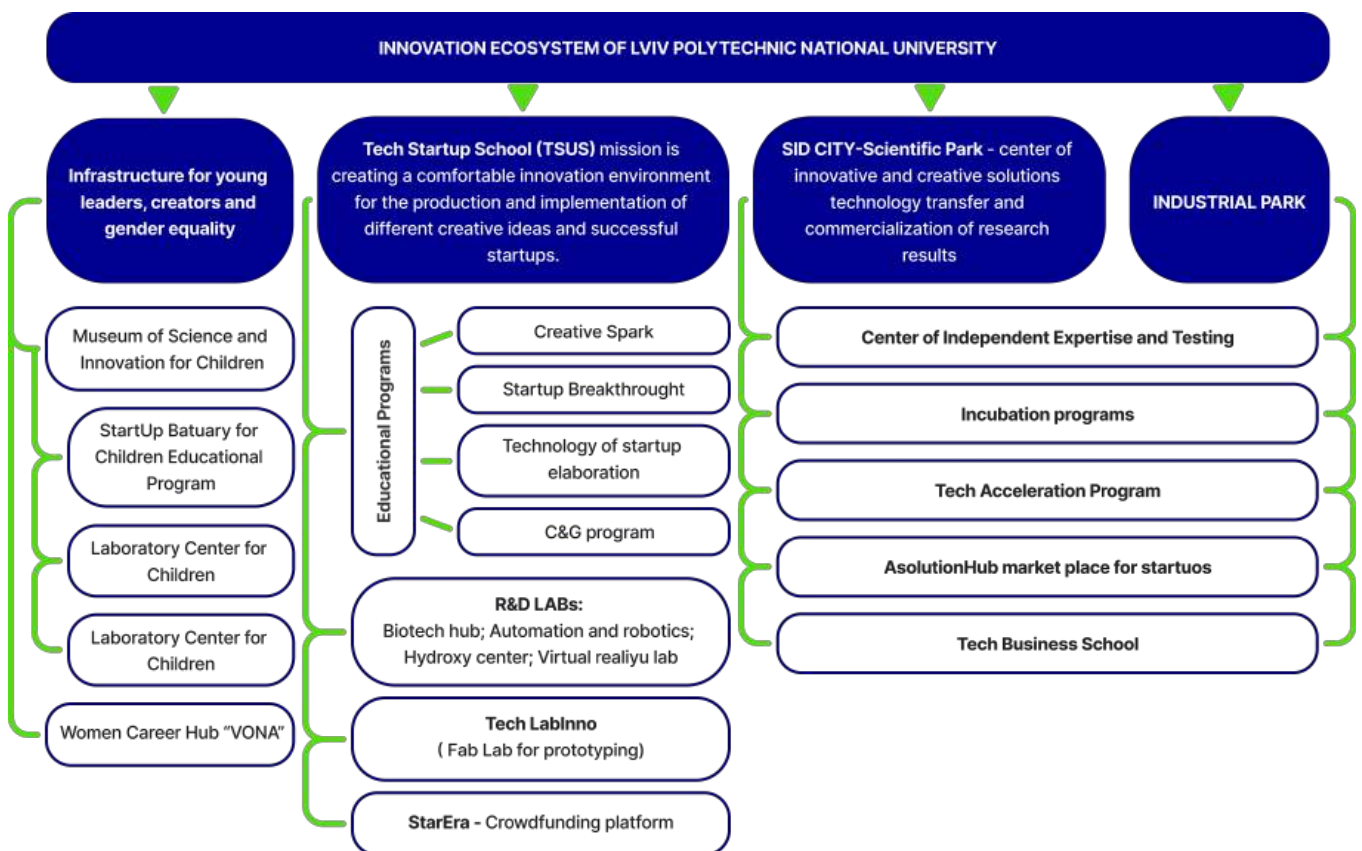 INNOVATION ECOSYSTEM OF LVIV POLYTECHNIC NATIONAL UNIVERSITY
Infrastructure for young
leaders, creators and
gender equality
Museum of Science and
Innovation for Children
StartUp Batuary for
Children Educational
Program
Laboratory Center for
Children
Laboratory Center for
Children
Women Career Hub “VONA”
Tech Startup School (TSUS) mission is
creating a comfortable innovation environment
for the production and implementation of
different creative ideas and successful
startups.
Educational Programs
Creative Spark
Startup Breakthrought
Technology of startup
elaboration
C&G program
R&D LABs:
Biotech hub; Automation and robotics;
Hydroxy center; Virtual realiyu lab
Tech LabInno
( Fab Lab for prototyping)
StarEra - Crowdfunding platform
SID CITY-Scientific Park - center of
innovative and creative solutions
technology transfer and
commercialization of research
results
INDUSTRIAL PARK
Center of Independent Expertise and Testing
Incubation programs
Tech Acceleration Program
AsolutionHub market place for startuos
Tech Business School